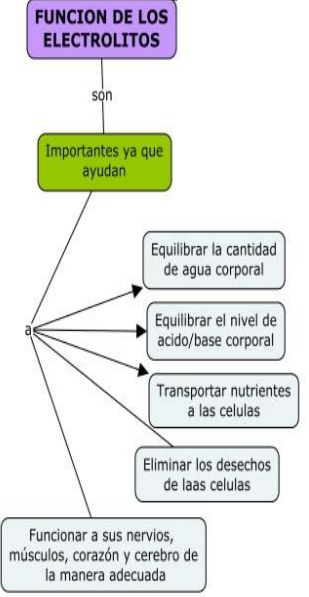 FUNCION DE LOS
ELECTROLITOS
son
Importantes ya que
ayudan
a
Equilibrar la cantidad
de agua corporal
Equilibrar el nivel de
acido/base corporal
Transportar nutrientes
a las celulas
Eliminar los desechos
de laas celulas
Funcionar a sus nervios,
músculos, corazón y cerebro de
la manera adecuada